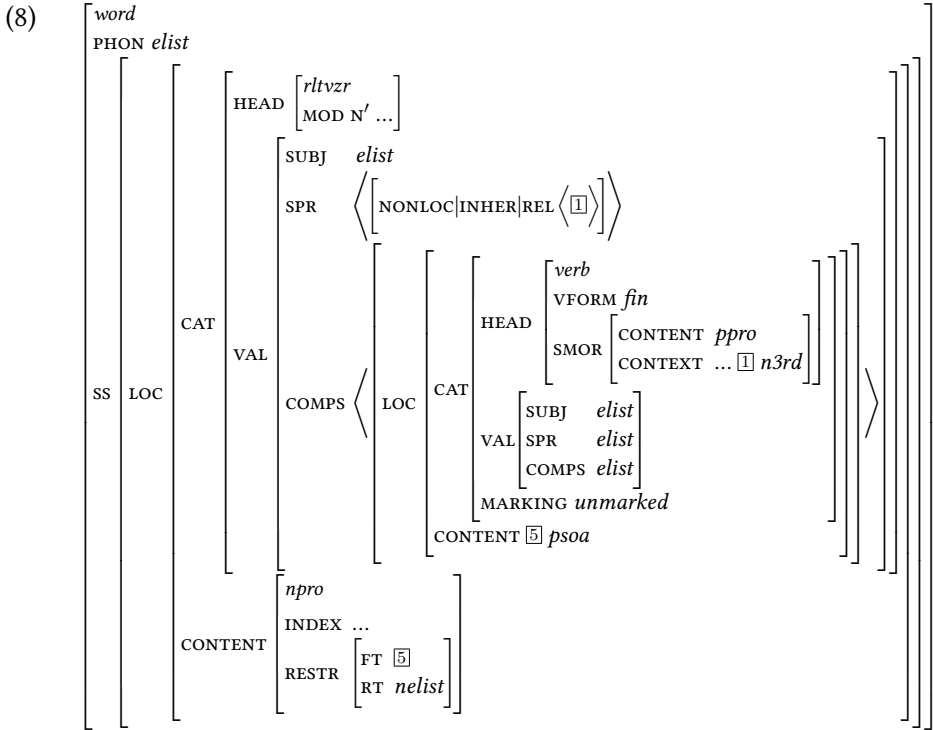 (8)
word
PHON elist
HEAD rltvzr
MOD N′ ...
SUBJ elist
SPR ⟨[NONLOC|INHER|REL⟨1⟩]⟩
verb
VFORM fin
HEAD
SMOR CONTENT ppro
CONTEXT ... 1 n3rd
CAT
VAL
SS LOC
COMPS ⟨ LOC CAT
SUBJ elist
VAL SPR elist
COMPS elist
MARKING unmarked
CONTENT 5 psoa
npro
INDEX ...
CONTENT
RESTR FT 5
RT nelist